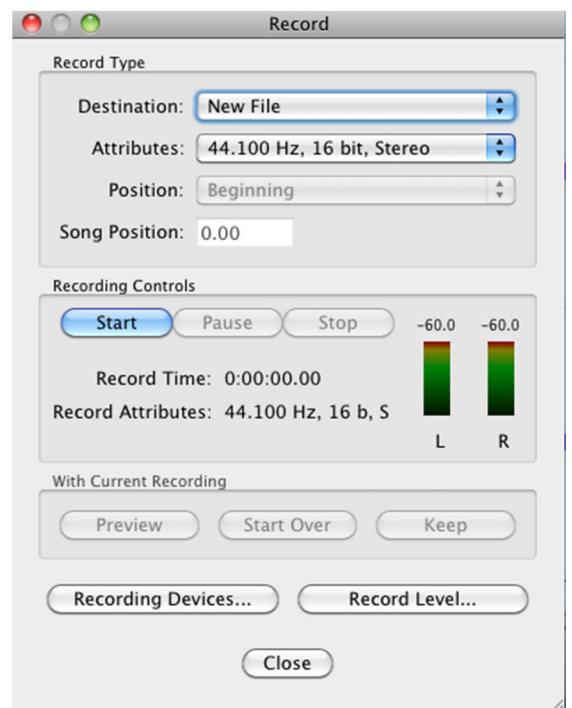 Record
Record Type
Destination: New File
Attributes: 44.100 Hz, 16 bit, Stereo
Position: Beginning
Song Position: 0.00
Recording Controls
Start Pause Stop -60.0 -60.0
Record Time: 0:00:00.00
Record Attributes: 44.100 Hz, 16 b, S
L R
With Current Recording
Preview Start Over Keep
Recording Devices... Record Level...
Close